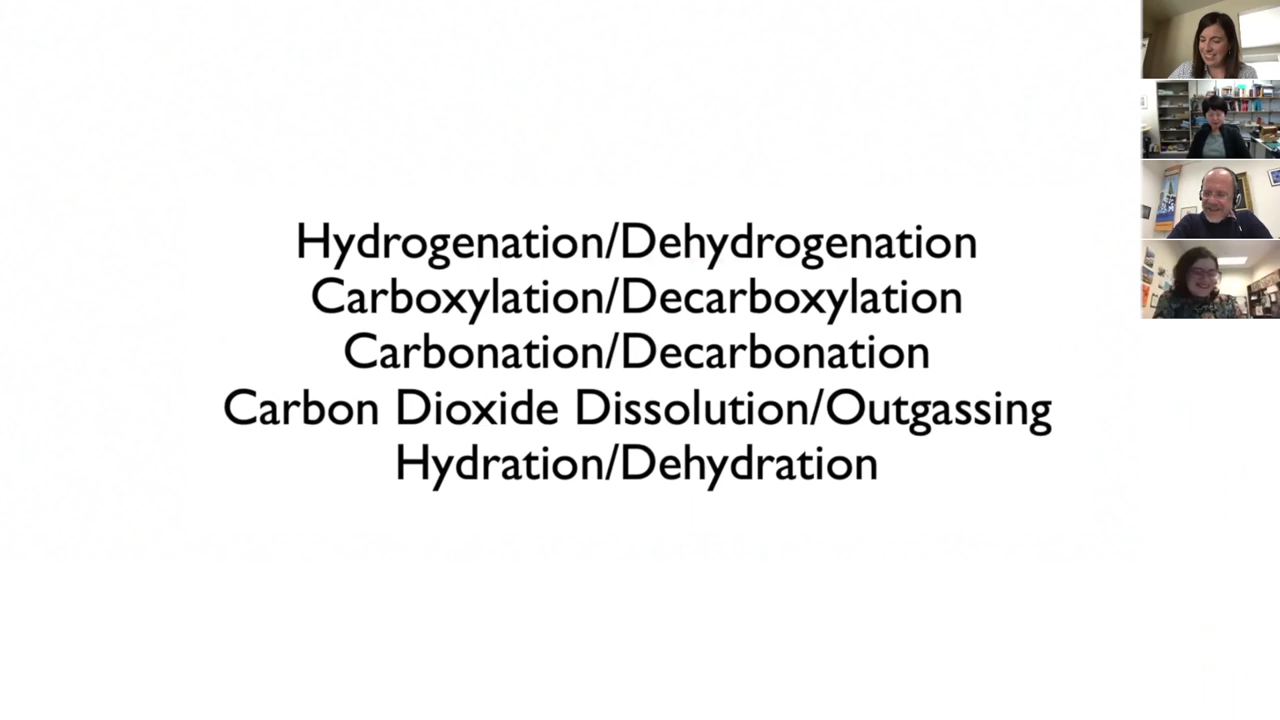 Hydrogenation/Dehydrogenation
Carboxylation/Decarboxylation
Carbonation/Decarbonation
Carbon Dioxide Dissolution/Outgassing
Hydration/Dehydration